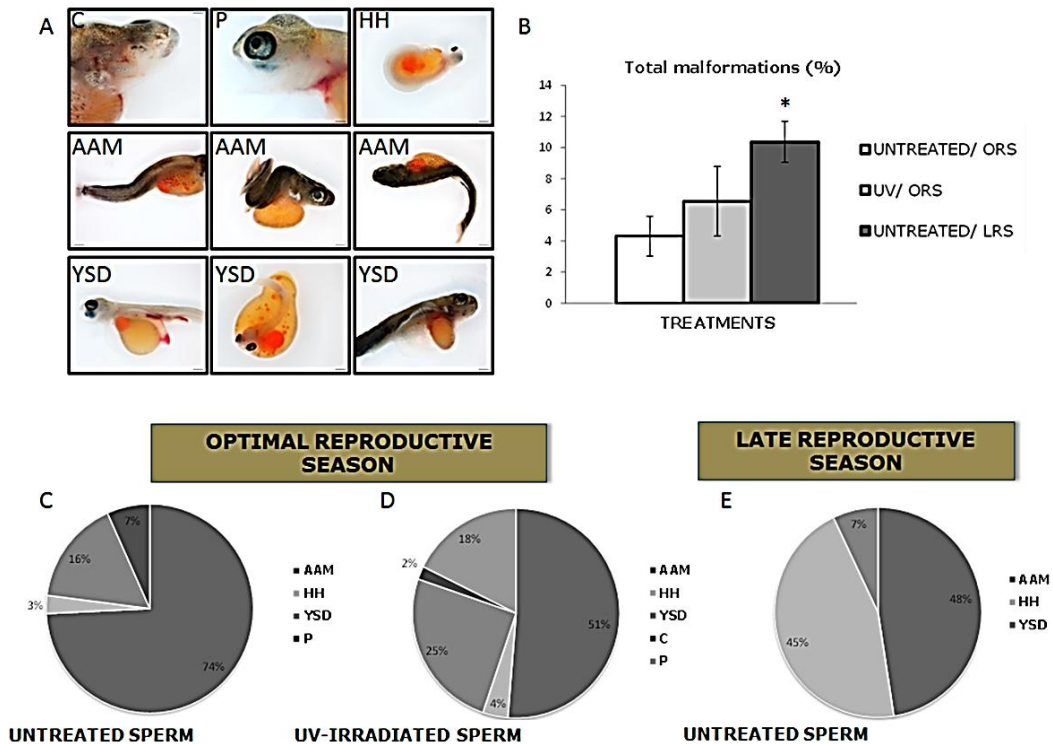 A
C
P
HH
AAM
AAM
AAM
YSD
YSD
YSD
B
Total malformations (%)
14
12
10
8
6
4
2
0
*
TREATMENTS
UNTREATED/ ORS
UV/ ORS
UNTREATED/ LRS
OPTIMAL REPRODUCTIVE
SEASON
LATE REPRODUCTIVE
SEASON
C
7%
16%
3%
74%
AAM
HH
YSD
P
UNTREATED SPERM
D
18%
2%
25%
4%
51%
AAM
HH
YSD
C
P
UV-IRRADIATED SPERM
E
7%
48%
45%
AAM
HH
YSD
UNTREATED SPERM